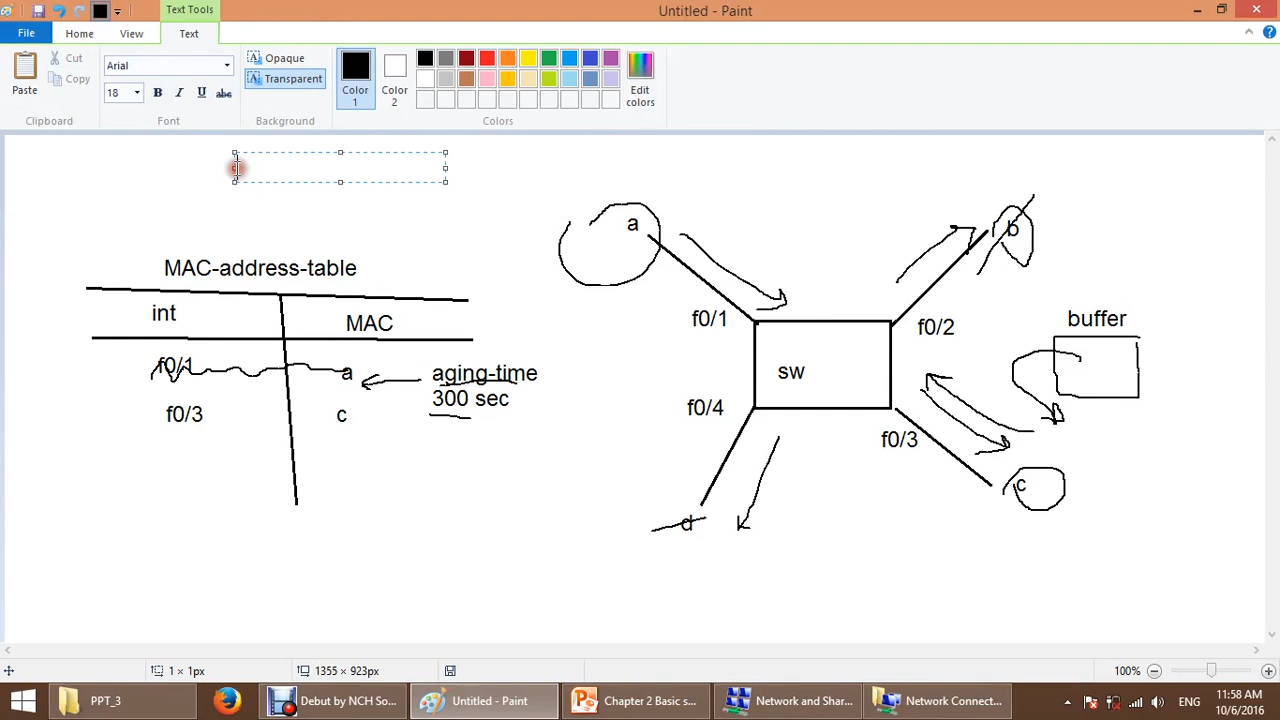 Untitled - Paint
Text Tools
File Home View Text
Paste
Cut
Copy
Clipboard
Arial
18 B I U abc
Font
Opaque
Transparent
Background
Color 1
Color 2
Edit colors
Colors
MAC-address-table
int MAC
f0/1 a
f0/3 c
aging-time
300 sec
a
b
f0/1
f0/2
sw
f0/4
f0/3
d
c
buffer
1 × 1px
1355 × 923px
100%
PPT_3
Debut by NCH So...
Untitled - Paint
Chapter 2 Basic s...
Network and Shar...
Network Connect...
ENG
11:58 AM
10/6/2016